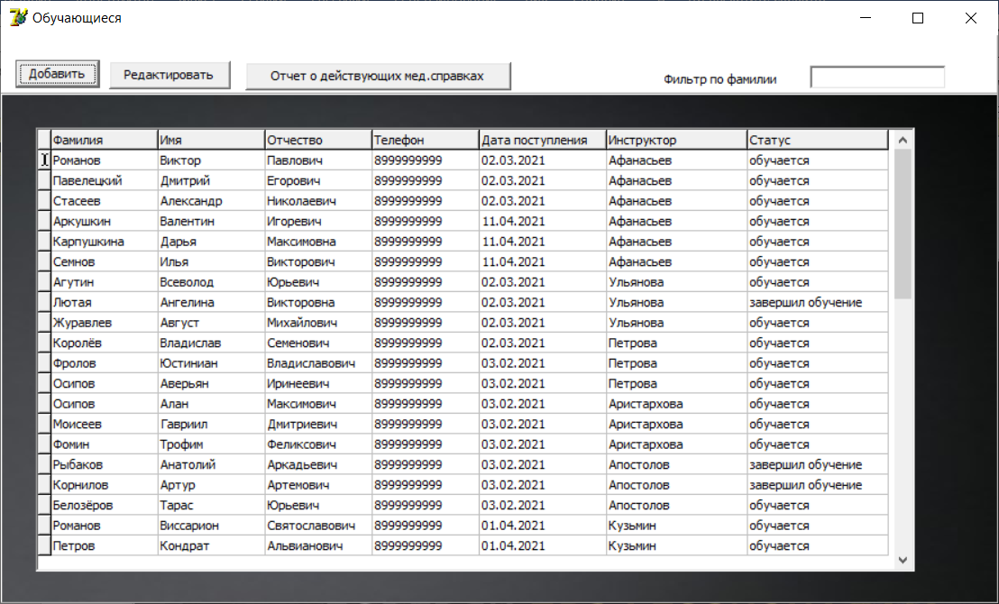 Обучающиеся
Добавить Редактировать Отчет о действующих мед.справках Фильтр по фамилии
Фамилия Имя Отчество Телефон Дата поступления Инструктор Статус
Романов Виктор Павлович 8999999999 02.03.2021 Афанасьев обучается
Павелецкий Дмитрий Егорович 8999999999 02.03.2021 Афанасьев обучается
Стасеев Александр Николаевич 8999999999 02.03.2021 Афанасьев обучается
Аркушкин Валентин Игоревич 8999999999 11.04.2021 Афанасьев обучается
Карпушкина Дарья Максимовна 8999999999 11.04.2021 Афанасьев обучается
Семнов Илья Викторович 8999999999 11.04.2021 Афанасьев обучается
Агутин Всеволод Юрьевич 8999999999 02.03.2021 Ульянова обучается
Лютая Ангелина Викторовна 8999999999 02.03.2021 Ульянова завершил обучение
Журавлев Август Михайлович 8999999999 02.03.2021 Ульянова обучается
Королёв Владислав Семенович 8999999999 02.03.2021 Петрова обучается
Фролов Юстиниан Владиславович 8999999999 03.02.2021 Петрова обучается
Осипов Аверьян Иринеевич 8999999999 03.02.2021 Петрова обучается
Осипов Алан Максимович 8999999999 03.02.2021 Аристархова обучается
Моисеев Гавриил Дмитриевич 8999999999 03.02.2021 Аристархова обучается
Фомин Трофим Феликсович 8999999999 03.02.2021 Аристархова обучается
Рыбаков Анатолий Аркадьевич 8999999999 03.02.2021 Апостолов завершил обучение
Корнилов Артур Артемович 8999999999 03.02.2021 Апостолов завершил обучение
Белозёров Тарас Юрьевич 8999999999 03.02.2021 Апостолов обучается
Романов Виссарион Святославович 8999999999 01.04.2021 Кузьмин обучается
Петров Кондрат Альвианович 8999999999 01.04.2021 Кузьмин обучается